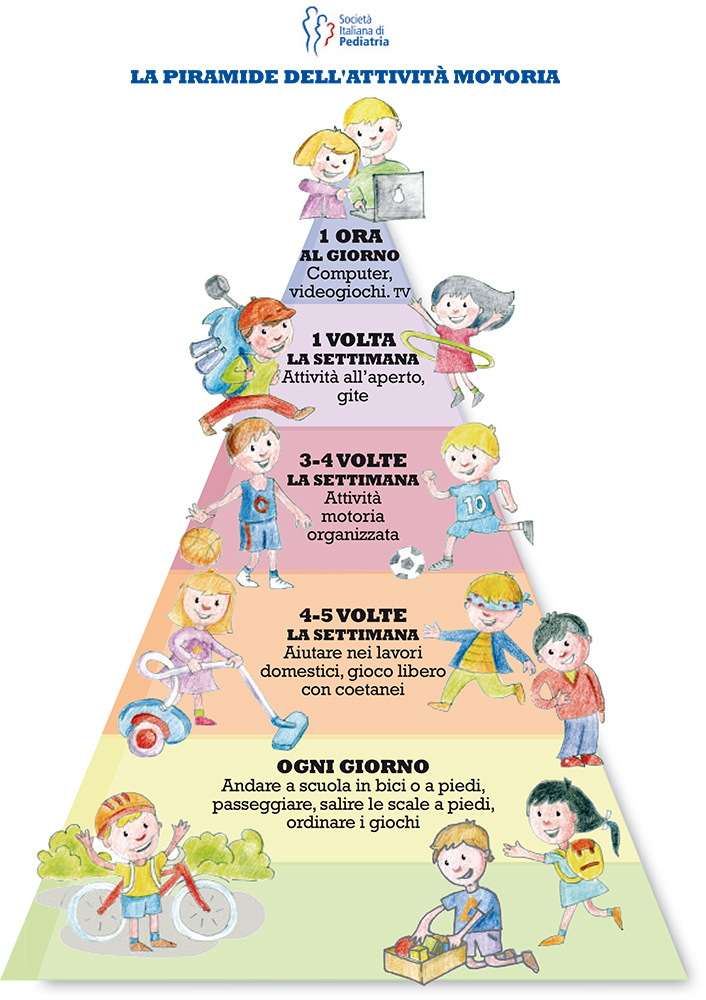 Società
Italiana di
Pediatria
LA PIRAMIDE DELL'ATTIVITÀ MOTORIA
1 ORA
AL GIORNO
Computer,
videogiochi. TV
1 VOLTA
LA SETTIMANA
Attività all'aperto,
gite
3-4 VOLTE
LA SETTIMANA
Attività
motoria
organizzata
10
4-5 VOLTE
LA SETTIMANA
Aiutare nei lavori
domestici, gioco libero
con coetanei
OGNI GIORNO
Andare a scuola in bici o a piedi,
passeggiare, salire le scale a piedi,
ordinare i giochi